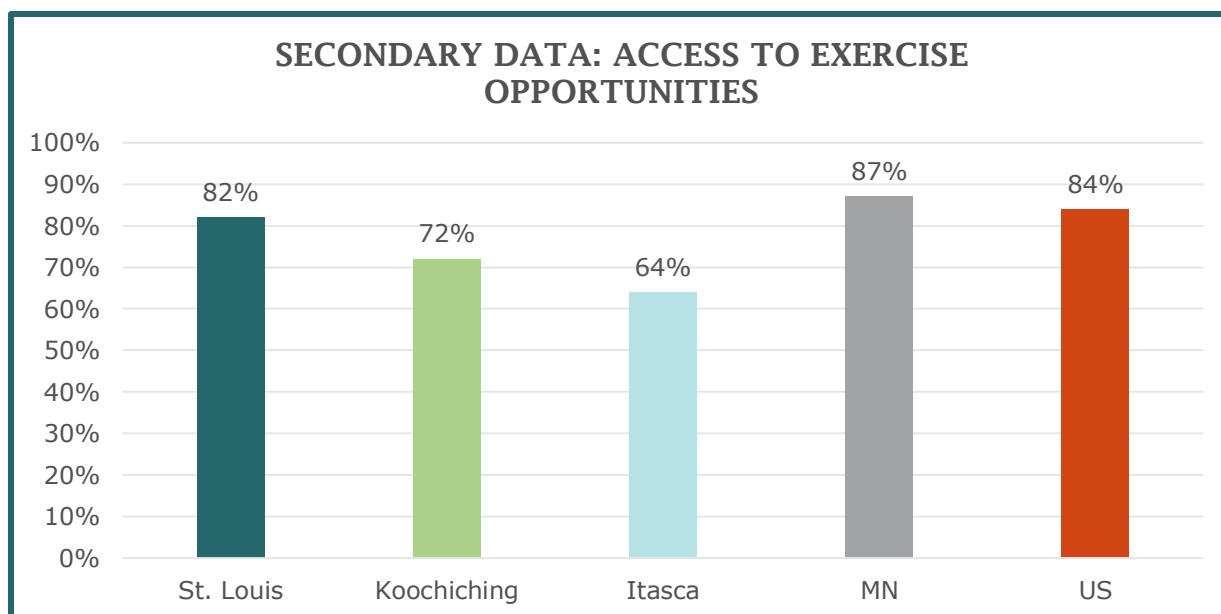 SECONDARY DATA: ACCESS TO EXERCISE
OPPORTUNITIES
100%
90%
80%
70%
60%
50%
40%
30%
20%
10%
0%
82%
72%
64%
87%
84%
St. Louis
Koochiching
Itasca
MN
US